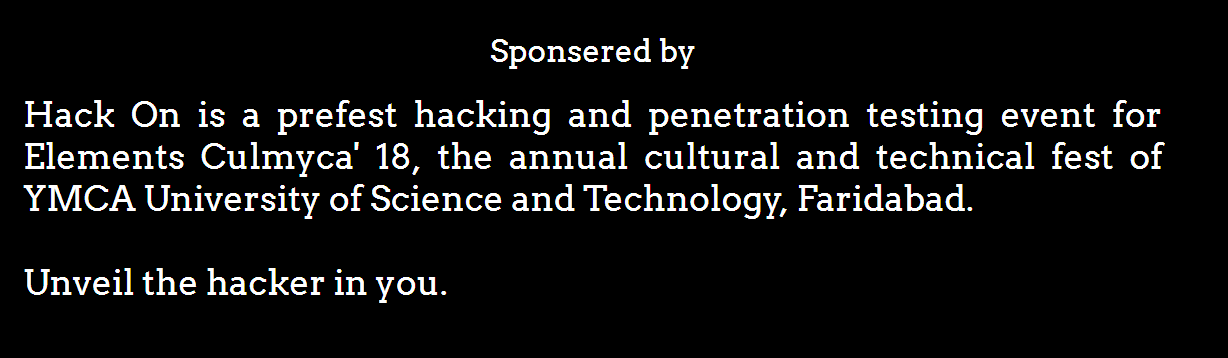 Sponsered by
Hack On is a prefest hacking and penetration testing event for
Elements Culmyca' 18, the annual cultural and technical fest of
YMCA University of Science and Technology, Faridabad.
Unveil the hacker in you.